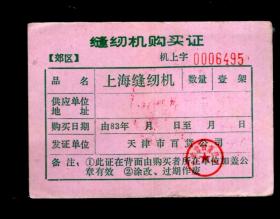 缝纫机购买证
【郊区】 机上字 0006495
品名 上海缝纫机 数量 壹架
供应单位
地址
购买日期 由83年 月 日至 月 日
发证单位 天津市百货公司
备注:①此证在背面由购买者所在单位加盖公
章有效 ②涂改、过期作废